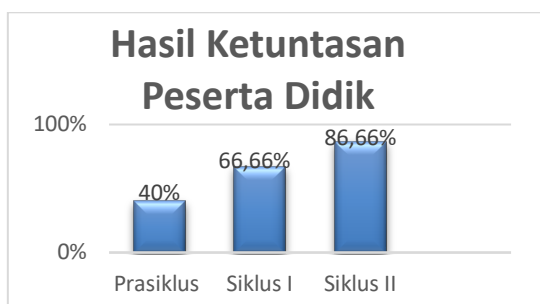 Hasil Ketuntasan
Peserta Didik
100%
86,66%
66,66%
40%
0%
Prasiklus Siklus I Siklus II